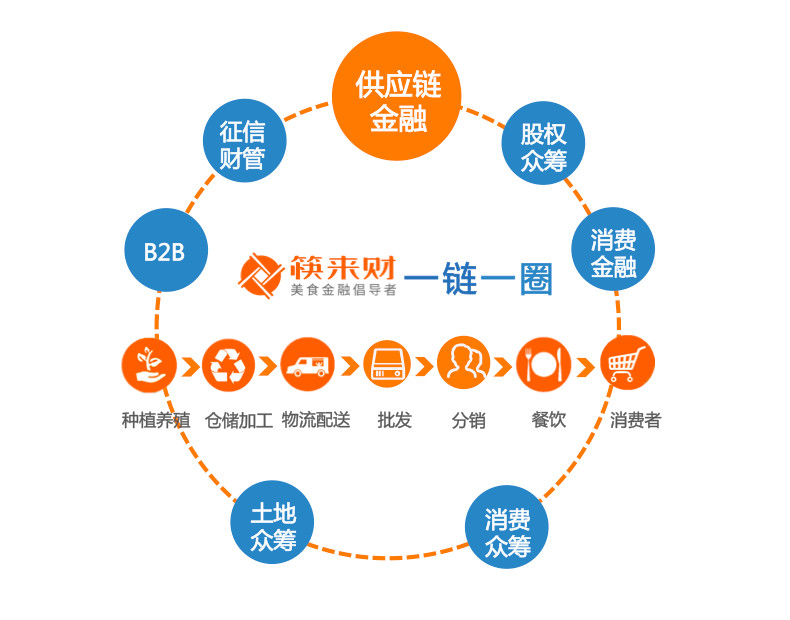 供应链
金融
征信
财管
股权
众筹
B2B
消费
金融
筷来财
美食金融倡导者
一链一圈
种植养殖
仓储加工
物流配送
批发
分销
餐饮
消费者
土地
众筹
消费
众筹